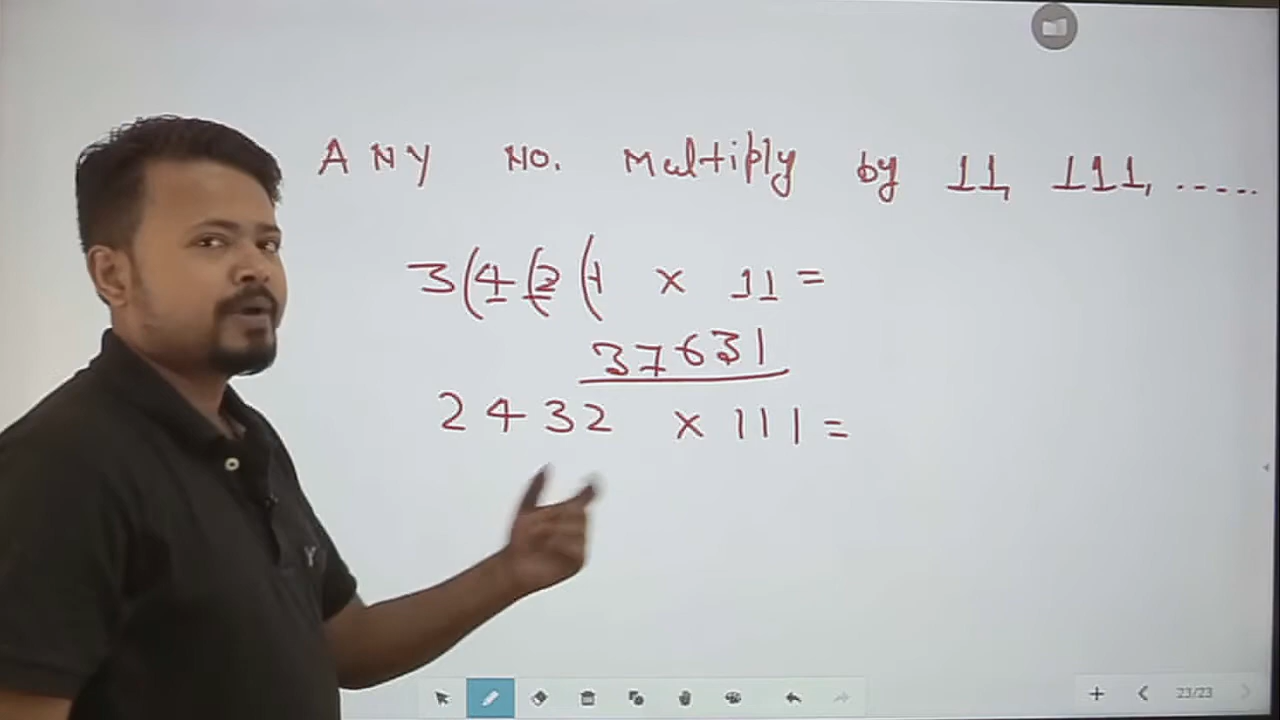 ANY NO. Multiply by 11, 111, .....
3(4(2(1 × 11 =
37631
2432 × 111 =
23/23